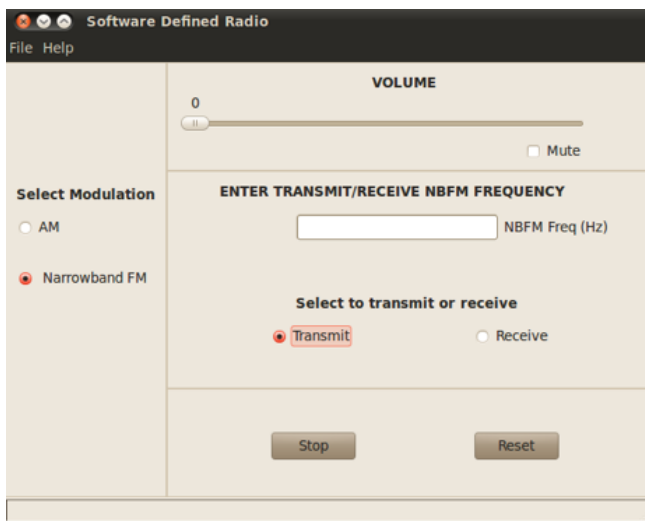 Software Defined Radio
File Help
VOLUME
0
Mute
Select Modulation
AM
Narrowband FM
ENTER TRANSMIT/RECEIVE NBFM FREQUENCY
NBFM Freq (Hz)
Select to transmit or receive
Transmit Receive
Stop Reset